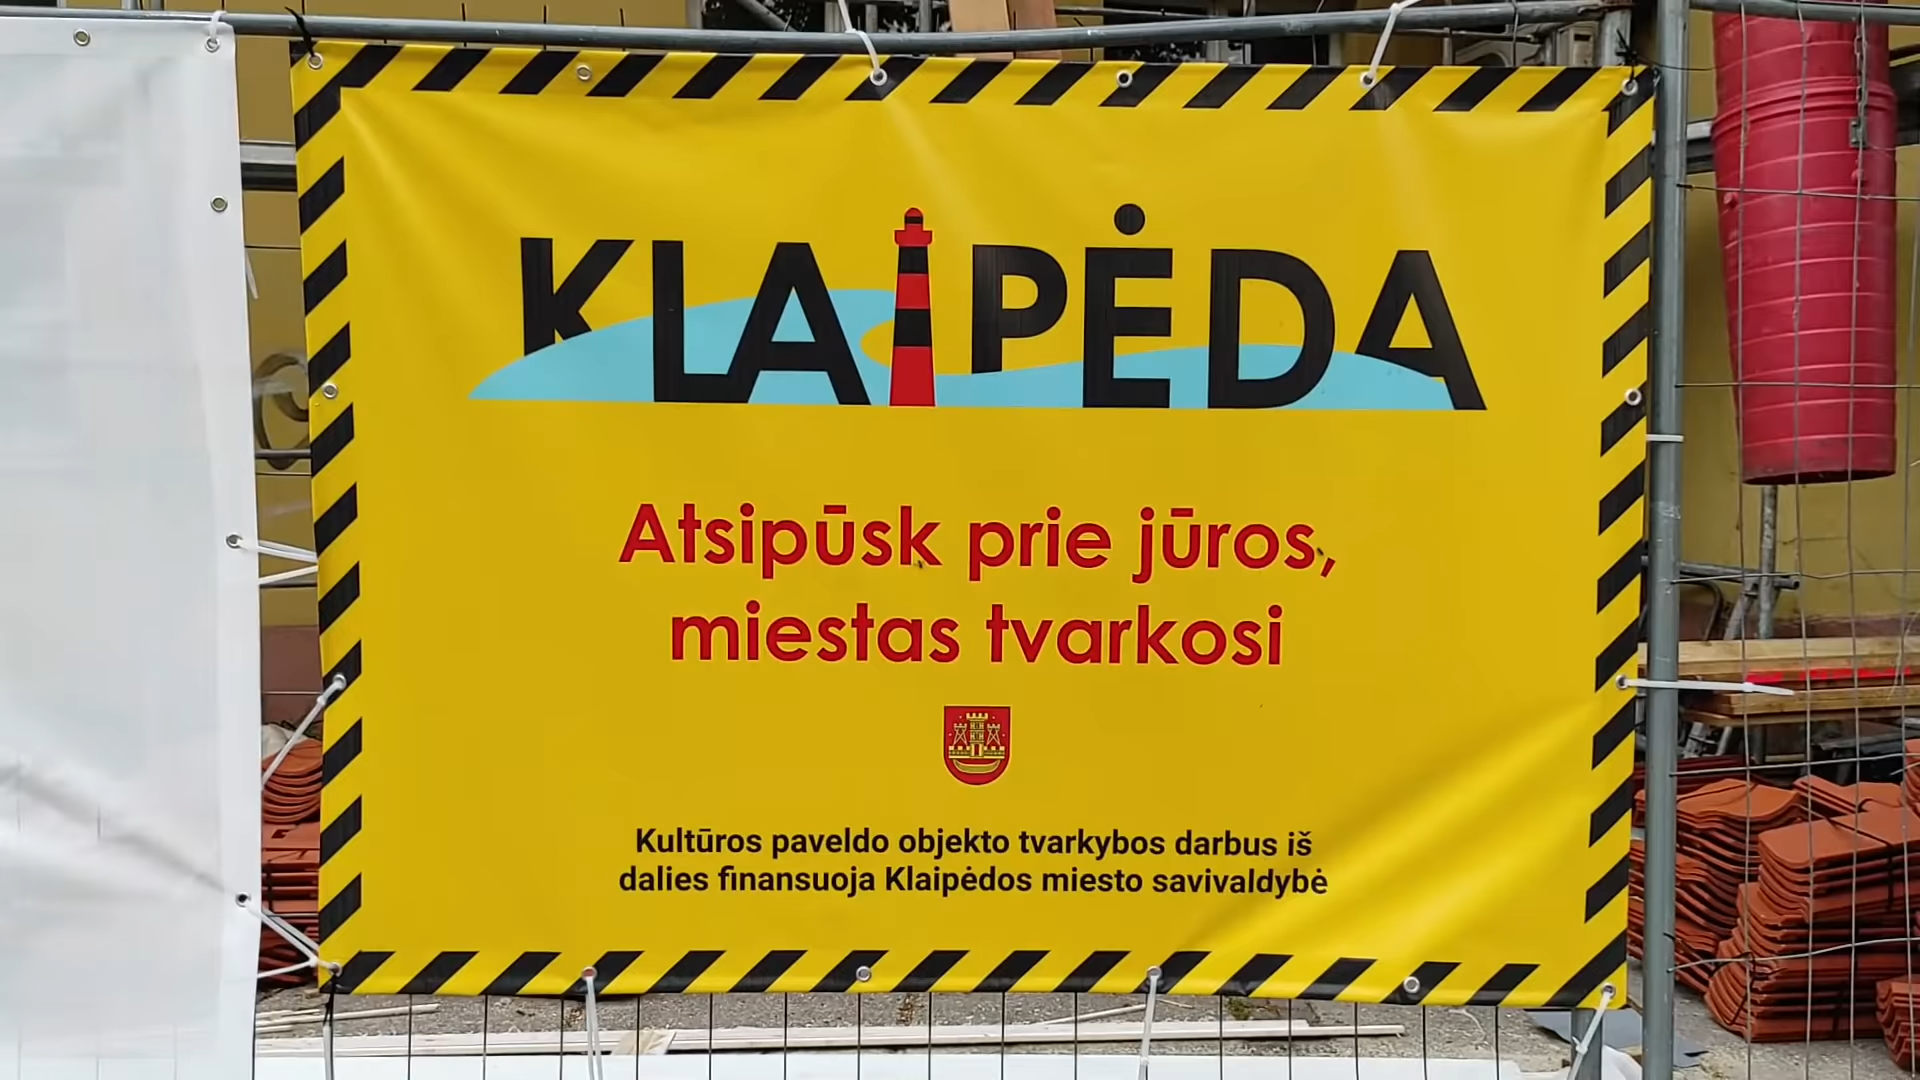 KLAIPĖDA
Atsipūsk prie jūros,
miestas tvarkosi
Kultūros paveldo objekto tvarkybos darbus iš
dalies finansuoja Klaipėdos miesto savivaldybė